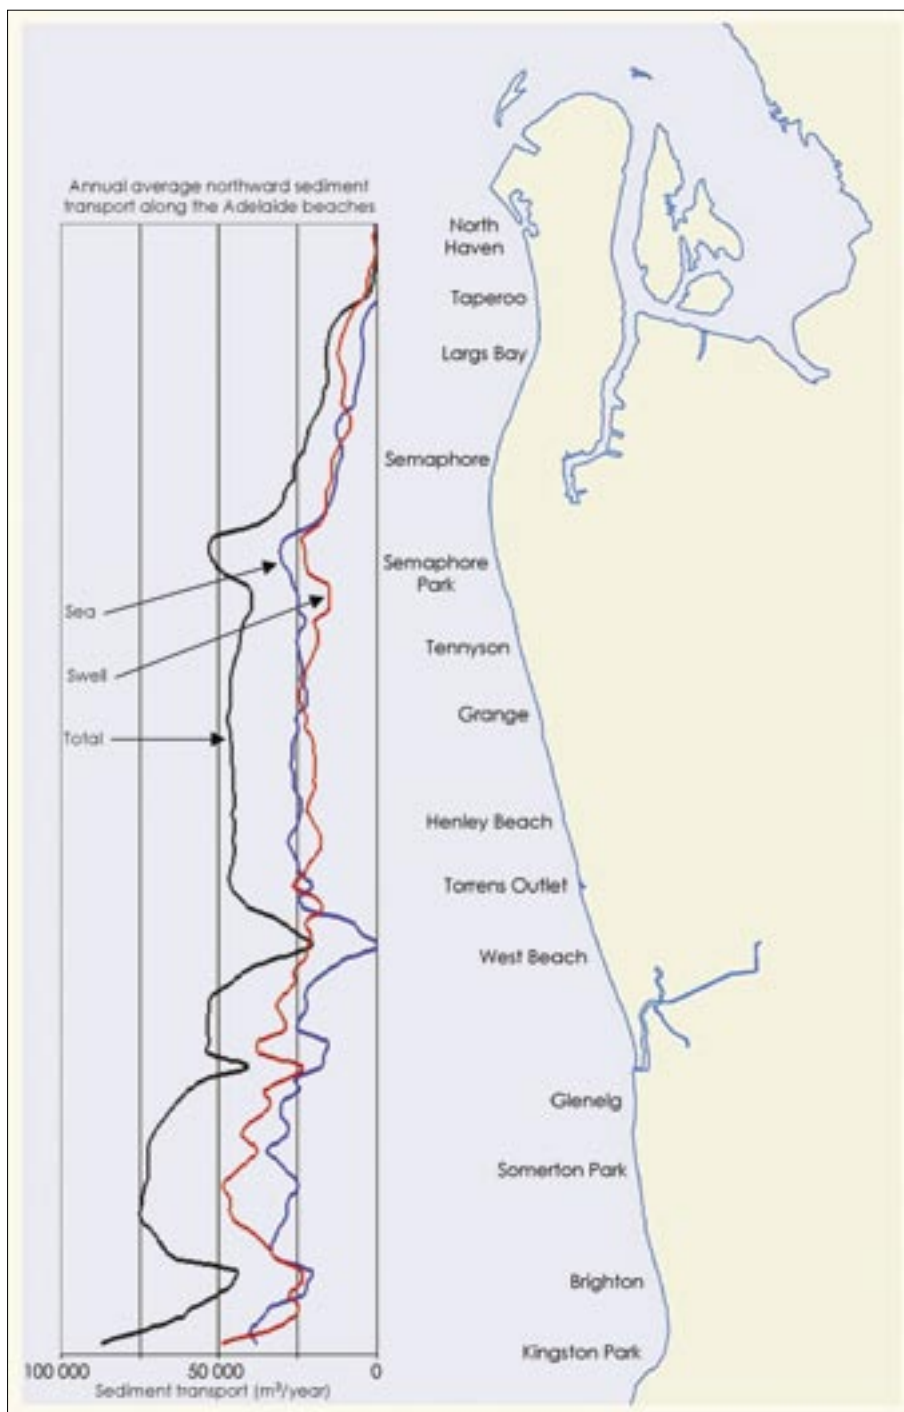 Annual average northward sediment
transport along the Adelaide beaches
North
Haven
Taperoo
Largs Bay
Semaphore
Semaphore
Park
Sea
Tennyson
Swell
Grange
Total
Henley Beach
Torrens Outlet
West Beach
Glenelg
Somerton Park
Brighton
Kingston Park
100 000 50 000 0
Sediment transport (m³/year)